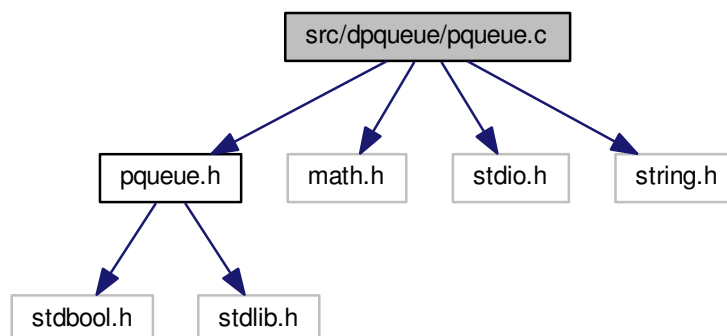 src/dpqueue/pqueue.c
pqueue.h
math.h
stdio.h
string.h
stdbool.h
stdlib.h